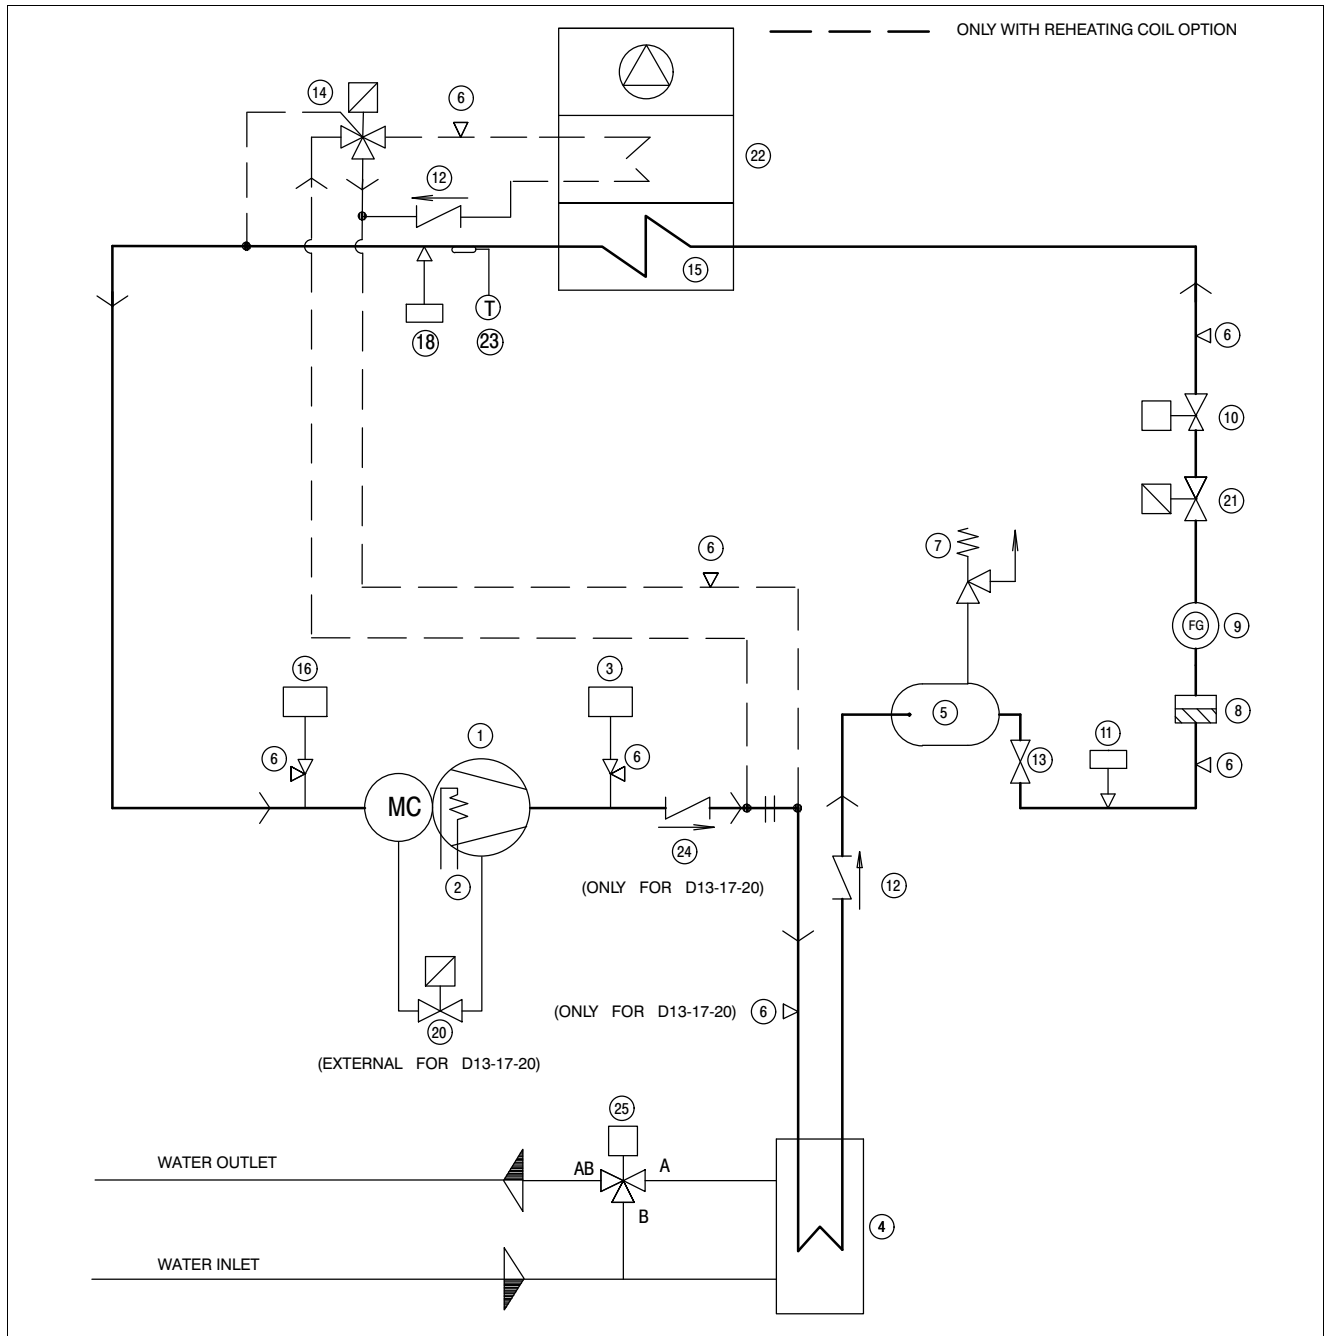 ONLY WITH REHEATING COIL OPTION
14
6
22
12
15
T
18
23
6
10
21
7
6
FG
9
16
3
5
8
1
11
6
6
13
6
MC
24
2
12
(ONLY FOR D13-17-20)
(ONLY FOR D13-17-20)
6
20
(EXTERNAL FOR D13-17-20)
25
WATER OUTLET
AB
A
B
4
WATER INLET